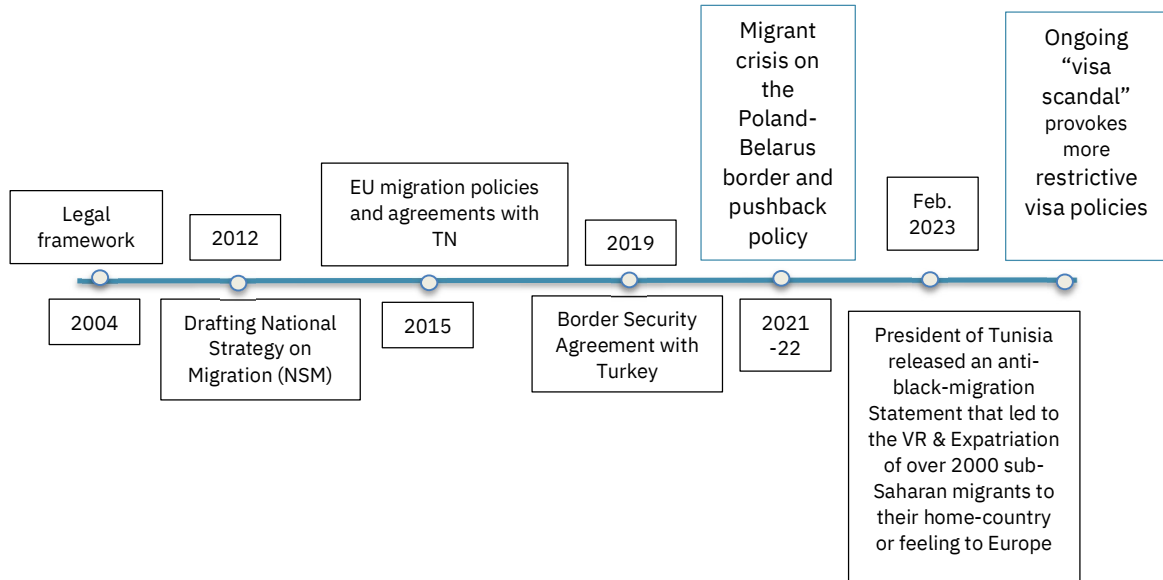 Legal
framework
2004
2012
Drafting National
Strategy on
Migration (NSM)
EU migration policies
and agreements with
TN
2015
2019
Border Security
Agreement with
Turkey
Migrant
crisis on
the
Poland-
Belarus
border and
pushback
policy
2021
-22
Feb.
2023
President of Tunisia
released an anti-
black-migration
Statement that led to
the VR & Expatriation
of over 2000 sub-
Saharan migrants to
their home-country
or feeling to Europe
Ongoing
“visa
scandal”
provokes
more
restrictive
visa policies